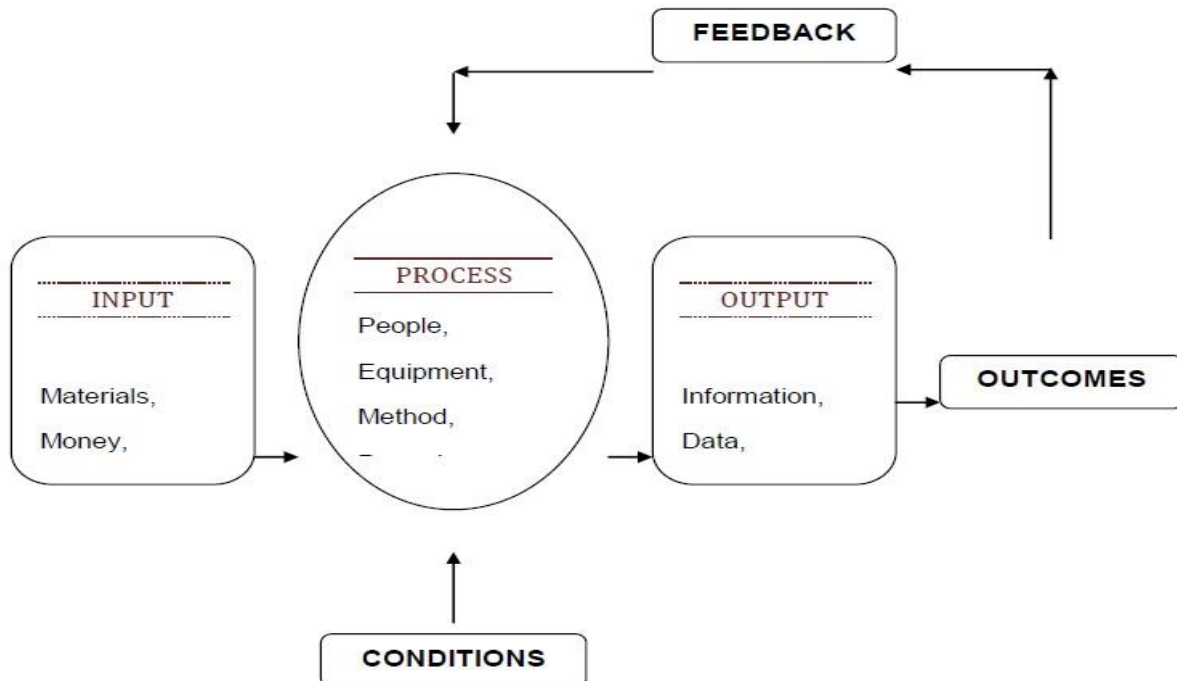 FEEDBACK
INPUT
Materials,
Money,
PROCESS
People,
Equipment,
Method,
OUTPUT
Information,
Data,
OUTCOMES
CONDITIONS